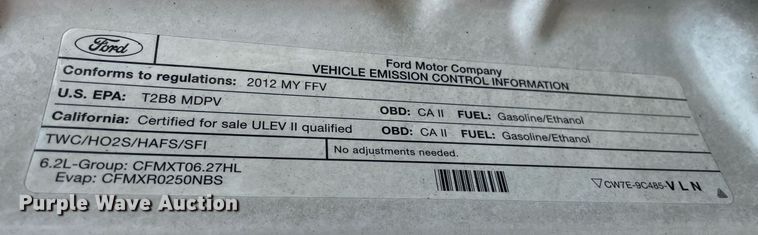 Ford
Ford Motor Company
VEHICLE EMISSION CONTROL INFORMATION
Conforms to regulations: 2012 MY FFV
U.S. EPA: T2B8 MDPV OBD: CA II FUEL: Gasoline/Ethanol
California: Certified for sale ULEV II qualified OBD: CA II FUEL: Gasoline/Ethanol
TWC/HO2S/HAFS/SFI No adjustments needed.
6.2L-Group: CFMXT06.27HL
Evap: CFMXR0250NBS
CW7E-9C485-VLN
Purple Wave Auction